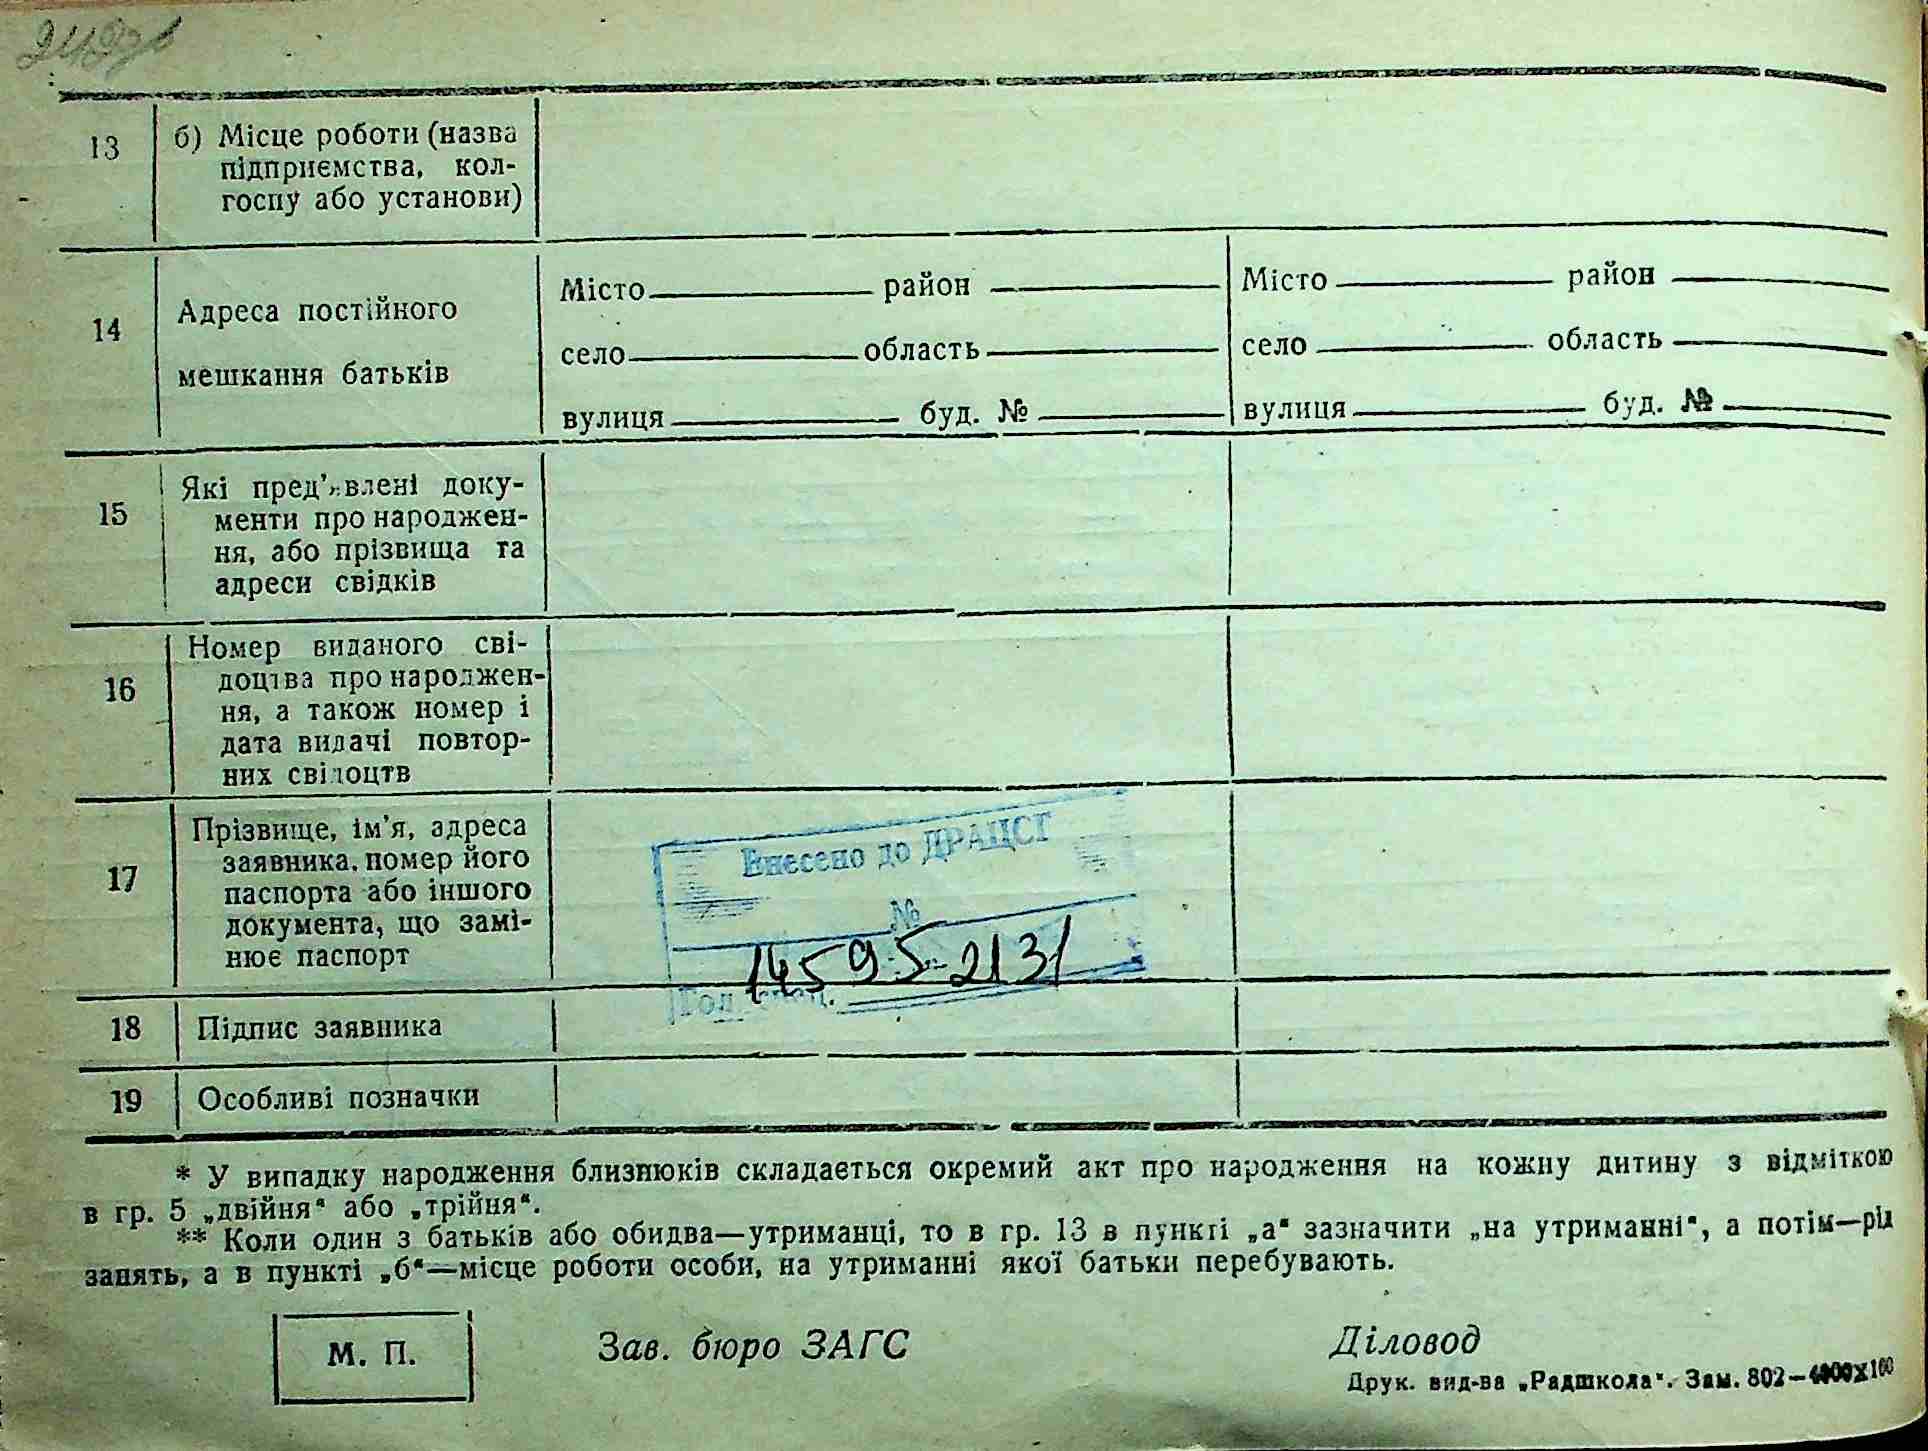 13
б) Місце роботи (назва
підприємства, кол-
госпу або установи)
14
Адреса постійного
мешкання батьків
Місто район
село область
вулиця буд. №
Місто район
село область
вулиця буд. №
15
Які пред’явлені доку-
менти про народжен-
ня, або прізвища та
адреси свідків
16
Номер виданого сві-
доцтва про народжен-
ня, а також номер і
дата видачі повтор-
них свідоцтв
17
Прізвище, ім’я, адреса
заявника, номер його
паспорта або іншого
документа, що замі-
нює паспорт
Внесено до ДРАЦСГ
№
14595-2131
Гол. спец.
18
Підпис заявника
19
Особливі позначки
* У випадку народження близнюків складається окремий акт про народження на кожну дитину з відміткою
в гр. 5 „двійня“ або „трійня“.
** Коли один з батьків або обидва—утриманці, то в гр. 13 в пункті „а“ зазначити „на утриманні“, а потім—рід
занять, а в пункті „б“—місце роботи особи, на утриманні якої батьки перебувають.
М. П.
Зав. бюро ЗАГС
Діловод
Друк. вид-ва „Радшкола“. Зам. 802—